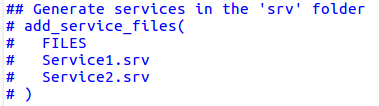 ## Generate services in the 'srv' folder
# add_service_files(
#   FILES
#   Service1.srv
#   Service2.srv
# )